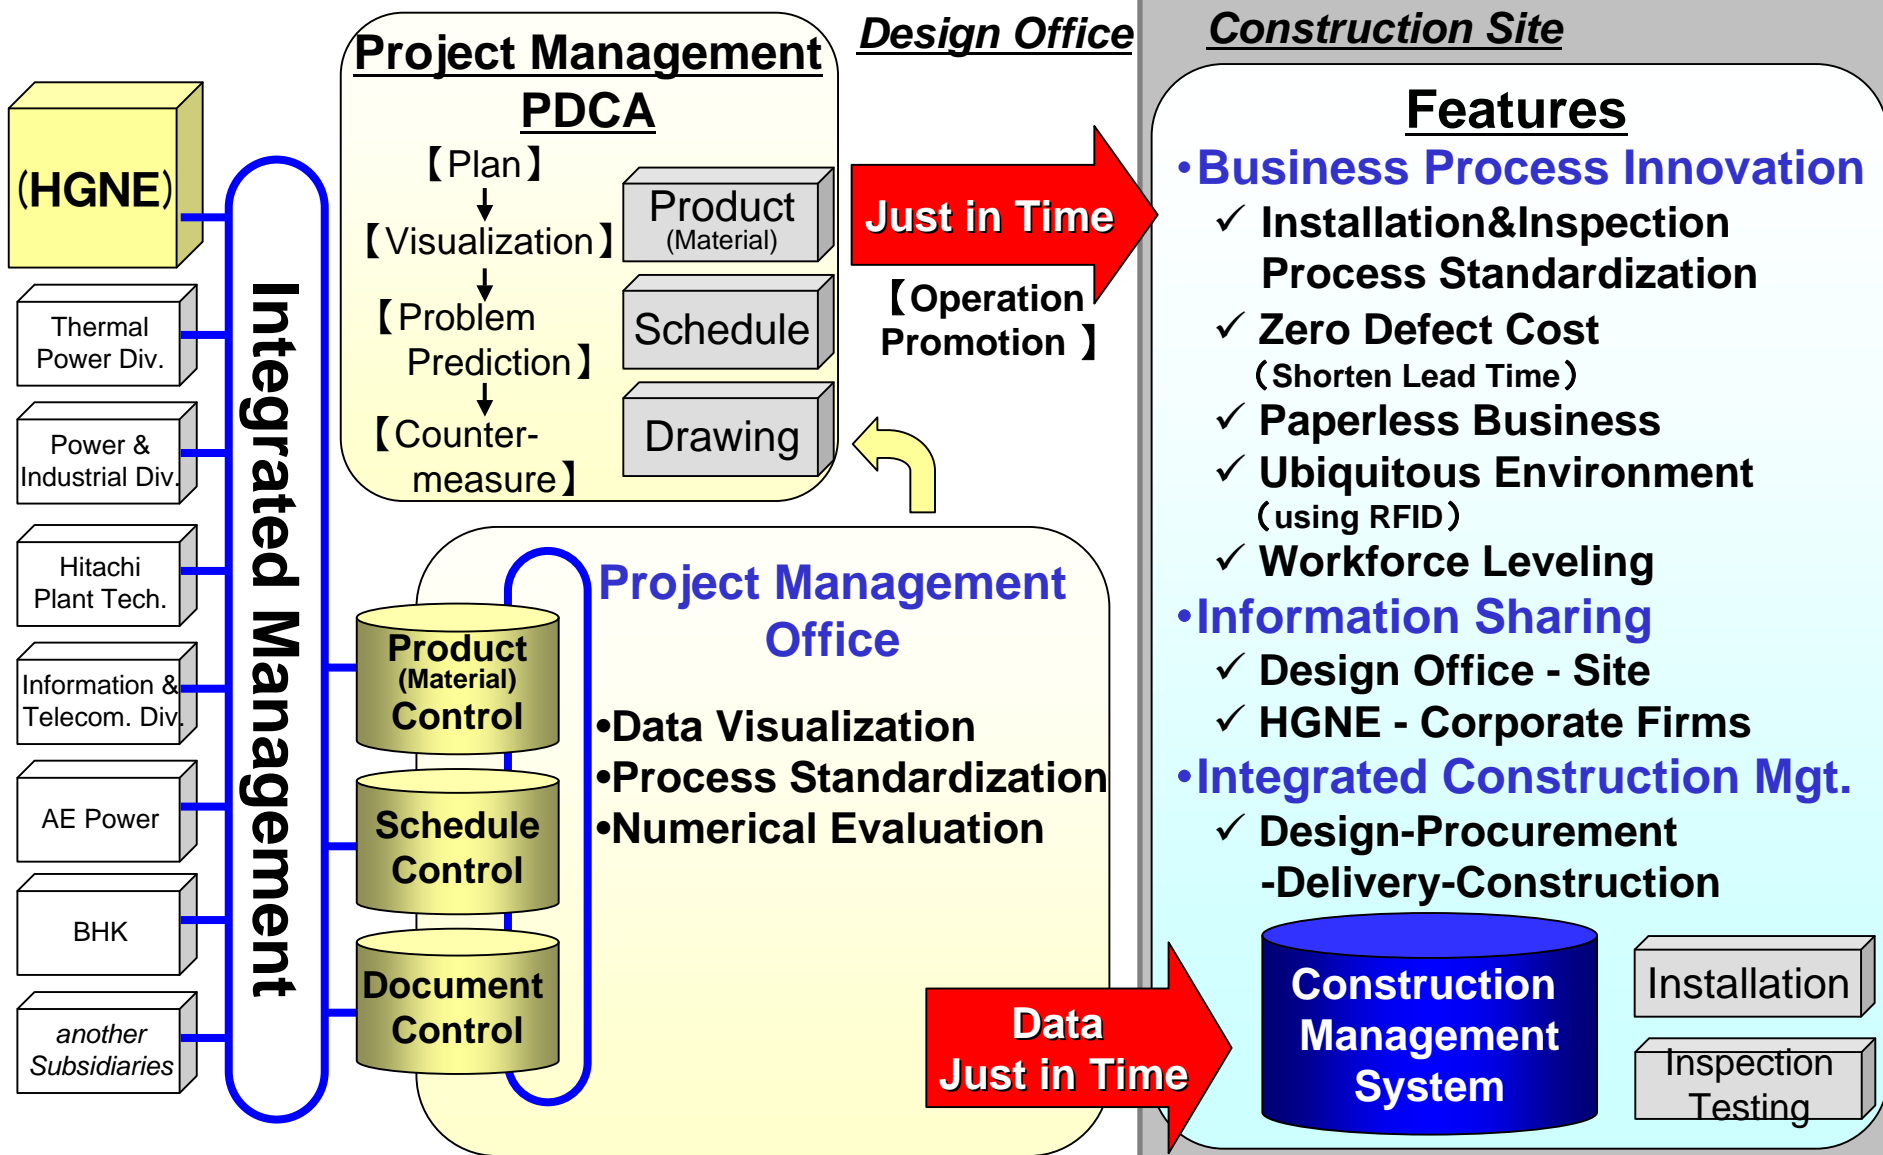 (HGNE)
Thermal
Power Div.
Power &
Industrial Div.
Hitachi
Plant Tech.
Information &
Telecom. Div.
AE Power
BHK
another
Subsidiaries
Integrated Management
Project Management
PDCA
【Plan】
【Visualization】
【Problem
Prediction】
【Counter-
measure】
Product
(Material)
Schedule
Drawing
Design Office
Just in Time
【Operation
Promotion 】
Project Management
Office
•Data Visualization
•Process Standardization
•Numerical Evaluation
Product
(Material)
Control
Schedule
Control
Document
Control
Data
Just in Time
Construction Site
Features
•Business Process Innovation
✓ Installation&Inspection
Process Standardization
✓ Zero Defect Cost
（Shorten Lead Time）
✓ Paperless Business
✓ Ubiquitous Environment
（using RFID）
✓ Workforce Leveling
•Information Sharing
✓ Design Office - Site
✓ HGNE - Corporate Firms
•Integrated Construction Mgt.
✓ Design-Procurement
-Delivery-Construction
Construction
Management
System
Installation
Inspection
Testing